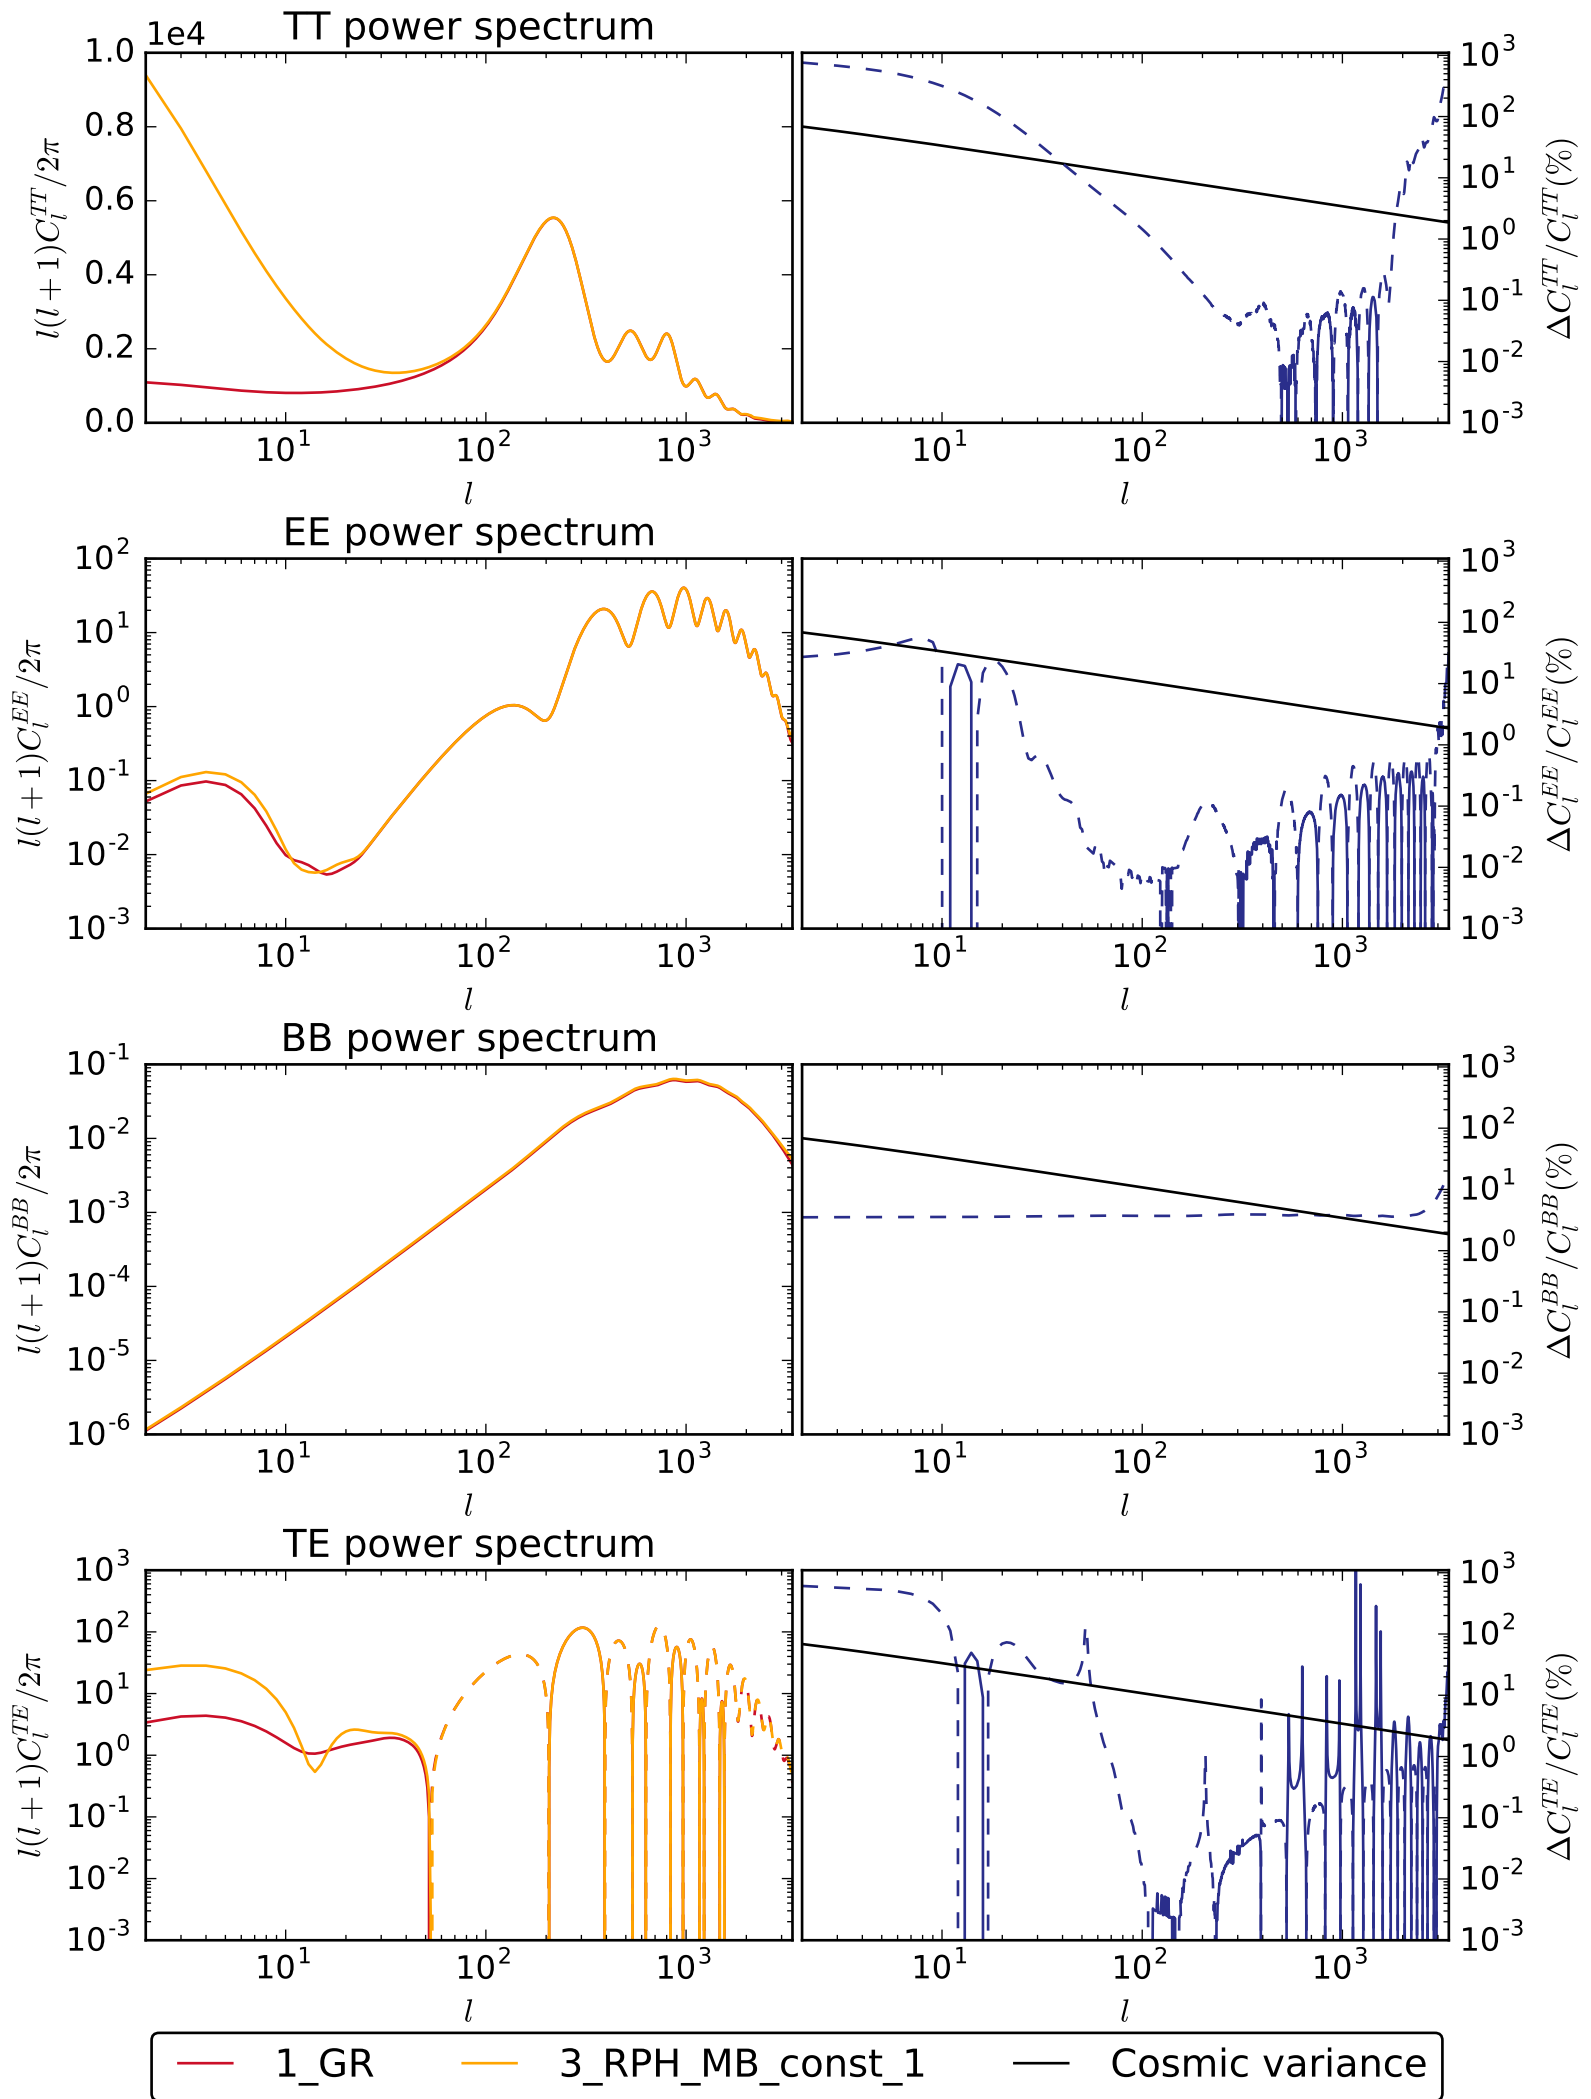 TT power spectrum
1e4
1.0
0.8
0.6
0.4
0.2
0.0
l(l+1)C_l^{TT}/2π
10^1 10^2 10^3
l
10^3
10^2
10^1
10^0
10^-1
10^-2
10^-3
ΔC_l^{TT}/C_l^{TT}(%)
10^1 10^2 10^3
l
EE power spectrum
10^2
10^1
10^0
10^-1
10^-2
10^-3
l(l+1)C_l^{EE}/2π
10^1 10^2 10^3
l
10^3
10^2
10^1
10^0
10^-1
10^-2
10^-3
ΔC_l^{EE}/C_l^{EE}(%)
10^1 10^2 10^3
l
BB power spectrum
10^-1
10^-2
10^-3
10^-4
10^-5
10^-6
l(l+1)C_l^{BB}/2π
10^1 10^2 10^3
l
10^3
10^2
10^1
10^0
10^-1
10^-2
10^-3
ΔC_l^{BB}/C_l^{BB}(%)
10^1 10^2 10^3
l
TE power spectrum
10^3
10^2
10^1
10^0
10^-1
10^-2
10^-3
l(l+1)C_l^{TE}/2π
10^1 10^2 10^3
l
10^3
10^2
10^1
10^0
10^-1
10^-2
10^-3
ΔC_l^{TE}/C_l^{TE}(%)
10^1 10^2 10^3
l
1_GR 3_RPH_MB_const_1 Cosmic variance